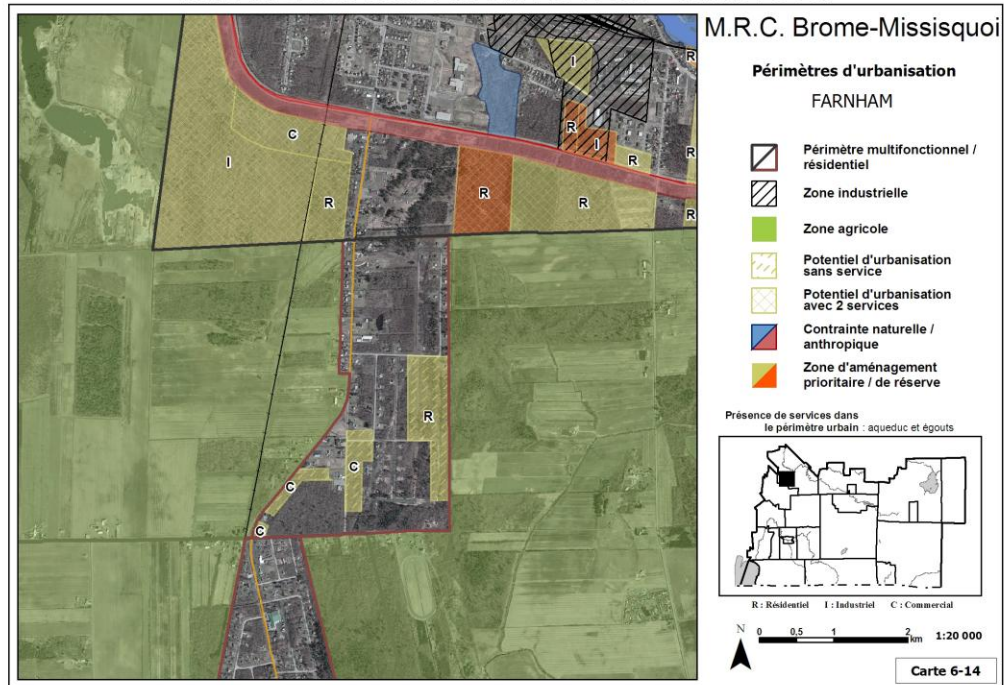 M.R.C. Brome-Missisquoi
Périmètres d'urbanisation
FARNHAM
Périmètre multifonctionnel /
résidentiel
Zone industrielle
Zone agricole
Potentiel d'urbanisation
sans service
Potentiel d'urbanisation
avec 2 services
Contrainte naturelle /
anthropique
Zone d'aménagement
prioritaire / de réserve
Présence de services dans
le périmètre urbain : aqueduc et égouts
R : Résidentiel I : Industriel C : Commercial
N
0 0,5 1 2
km
1:20 000
Carte 6-14
I
R
R
I
R
R
C
I
R
R
R
R
R
C
C
C